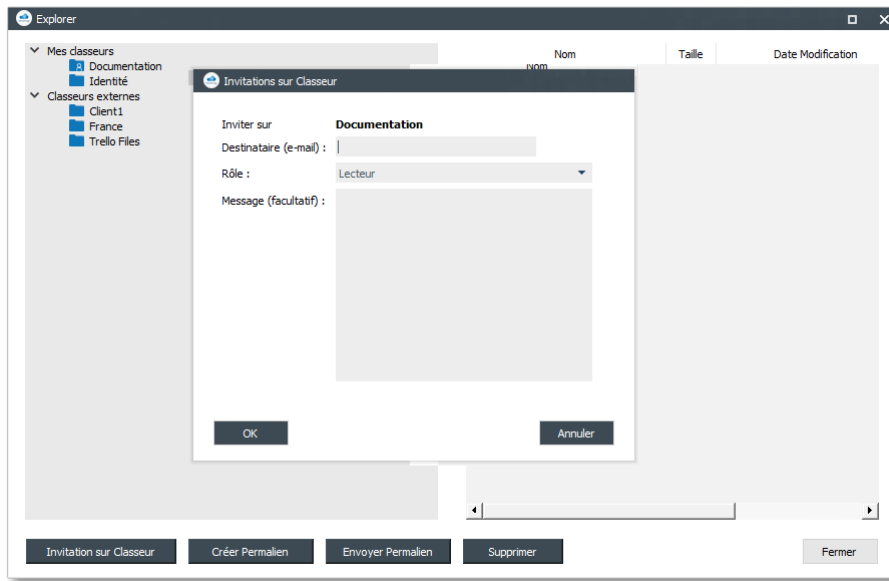 Explorer
Mes classeurs
Documentation
Identité
Classeurs externes
Client1
France
Trello Files
Nom Taille Date Modification
Nom
Invitations sur Classeur
Inviter sur Documentation
Destinataire (e-mail) :
Rôle : Lecteur
Message (facultatif) :
OK Annuler
Invitation sur Classeur Créer Permalien Envoyer Permalien Supprimer Fermer